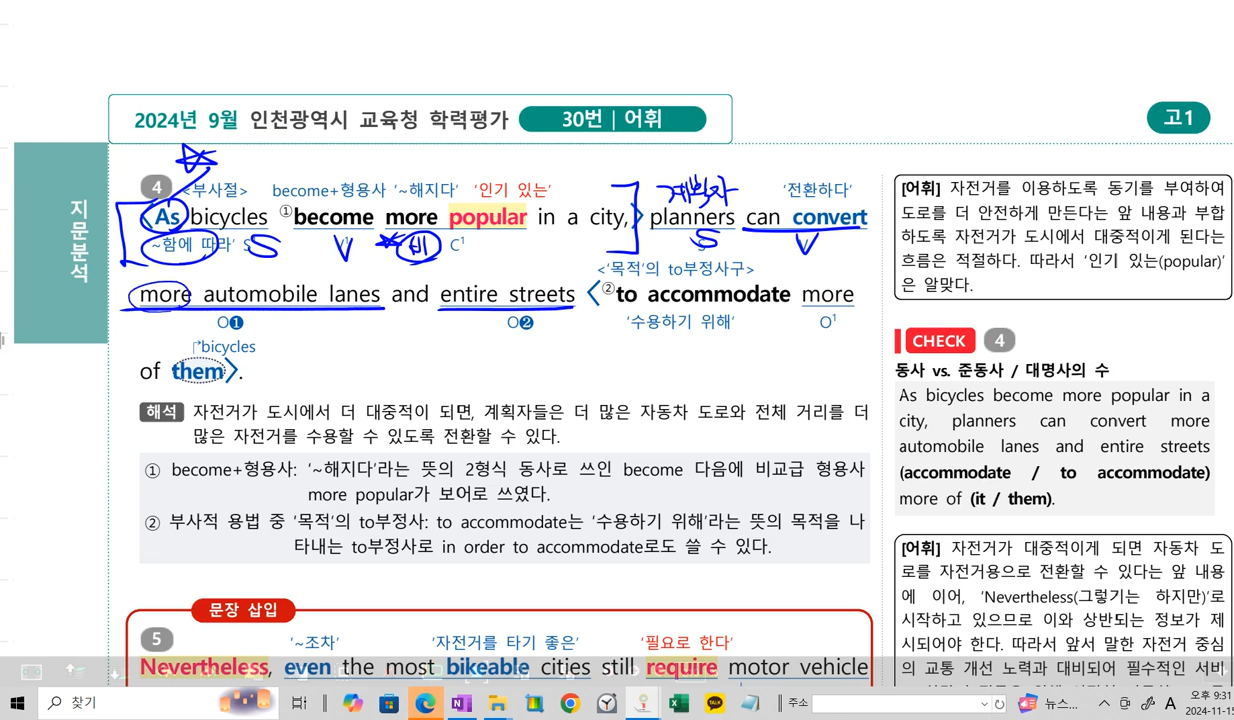 2024년 9월 인천광역시 교육청 학력평가 30번 | 어휘
고1
지문분석
4 <부사절> become+형용사 '~해지다' '인기 있는' 계획자 '전환하다'
As bicycles ①become more popular in a city, planners can convert
~함에 따라' S V¹ 비 C¹ S V
S V
<'목적'의 to부정사구>
more automobile lanes and entire streets <②to accommodate more
O❶ O❷ '수용하기 위해' O¹
bicycles
of them>.
해석 자전거가 도시에서 더 대중적이 되면, 계획자들은 더 많은 자동차 도로와 전체 거리를 더
많은 자전거를 수용할 수 있도록 전환할 수 있다.
① become+형용사: '~해지다'라는 뜻의 2형식 동사로 쓰인 become 다음에 비교급 형용사
more popular가 보어로 쓰였다.
② 부사적 용법 중 '목적'의 to부정사: to accommodate는 '수용하기 위해'라는 뜻의 목적을 나
타내는 to부정사로 in order to accommodate로도 쓸 수 있다.
문장 삽입
5 '~조차' '자전거를 타기 좋은' '필요로 한다'
Nevertheless, even the most bikeable cities still require motor vehicle
[어휘] 자전거를 이용하도록 동기를 부여하여
도로를 더 안전하게 만든다는 앞 내용과 부합
하도록 자전거가 도시에서 대중적이게 된다는
흐름은 적절하다. 따라서 '인기 있는(popular)'
은 알맞다.
CHECK 4
동사 vs. 준동사 / 대명사의 수
As bicycles become more popular in a
city, planners can convert more
automobile lanes and entire streets
(accommodate / to accommodate)
more of (it / them).
[어휘] 자전거가 대중적이게 되면 자동차 도
로를 자전거용으로 전환할 수 있다는 앞 내용
에 이어, 'Nevertheless(그렇기는 하지만)'로
시작하고 있으므로 이와 상반되는 정보가 제
시되어야 한다. 따라서 앞서 말한 자전거 중심
의 교통 개선 노력과 대비되어 필수적인 서비
찾기
주소
뉴스...
A
오후 9:31
2024-11-15